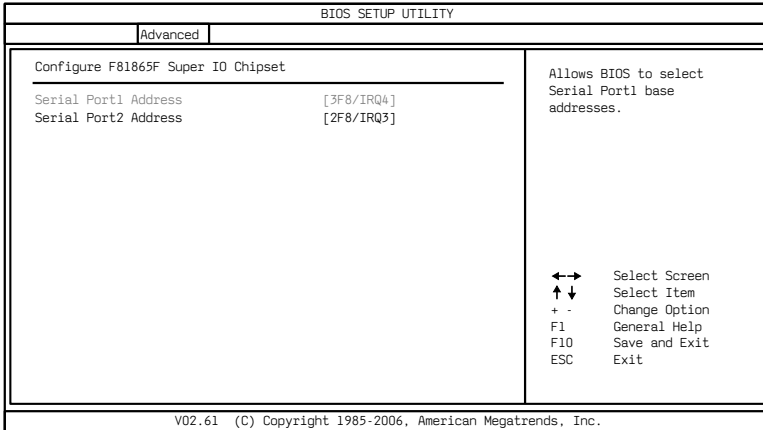 BIOS SETUP UTILITY
Advanced
Configure F81865F Super IO Chipset
Serial Port1 Address [3F8/IRQ4]
Serial Port2 Address [2F8/IRQ3]
Allows BIOS to select
Serial Port1 base
addresses.
←→ Select Screen
↑↓ Select Item
+ - Change Option
F1 General Help
F10 Save and Exit
ESC Exit
V02.61 (C) Copyright 1985-2006, American Megatrends, Inc.